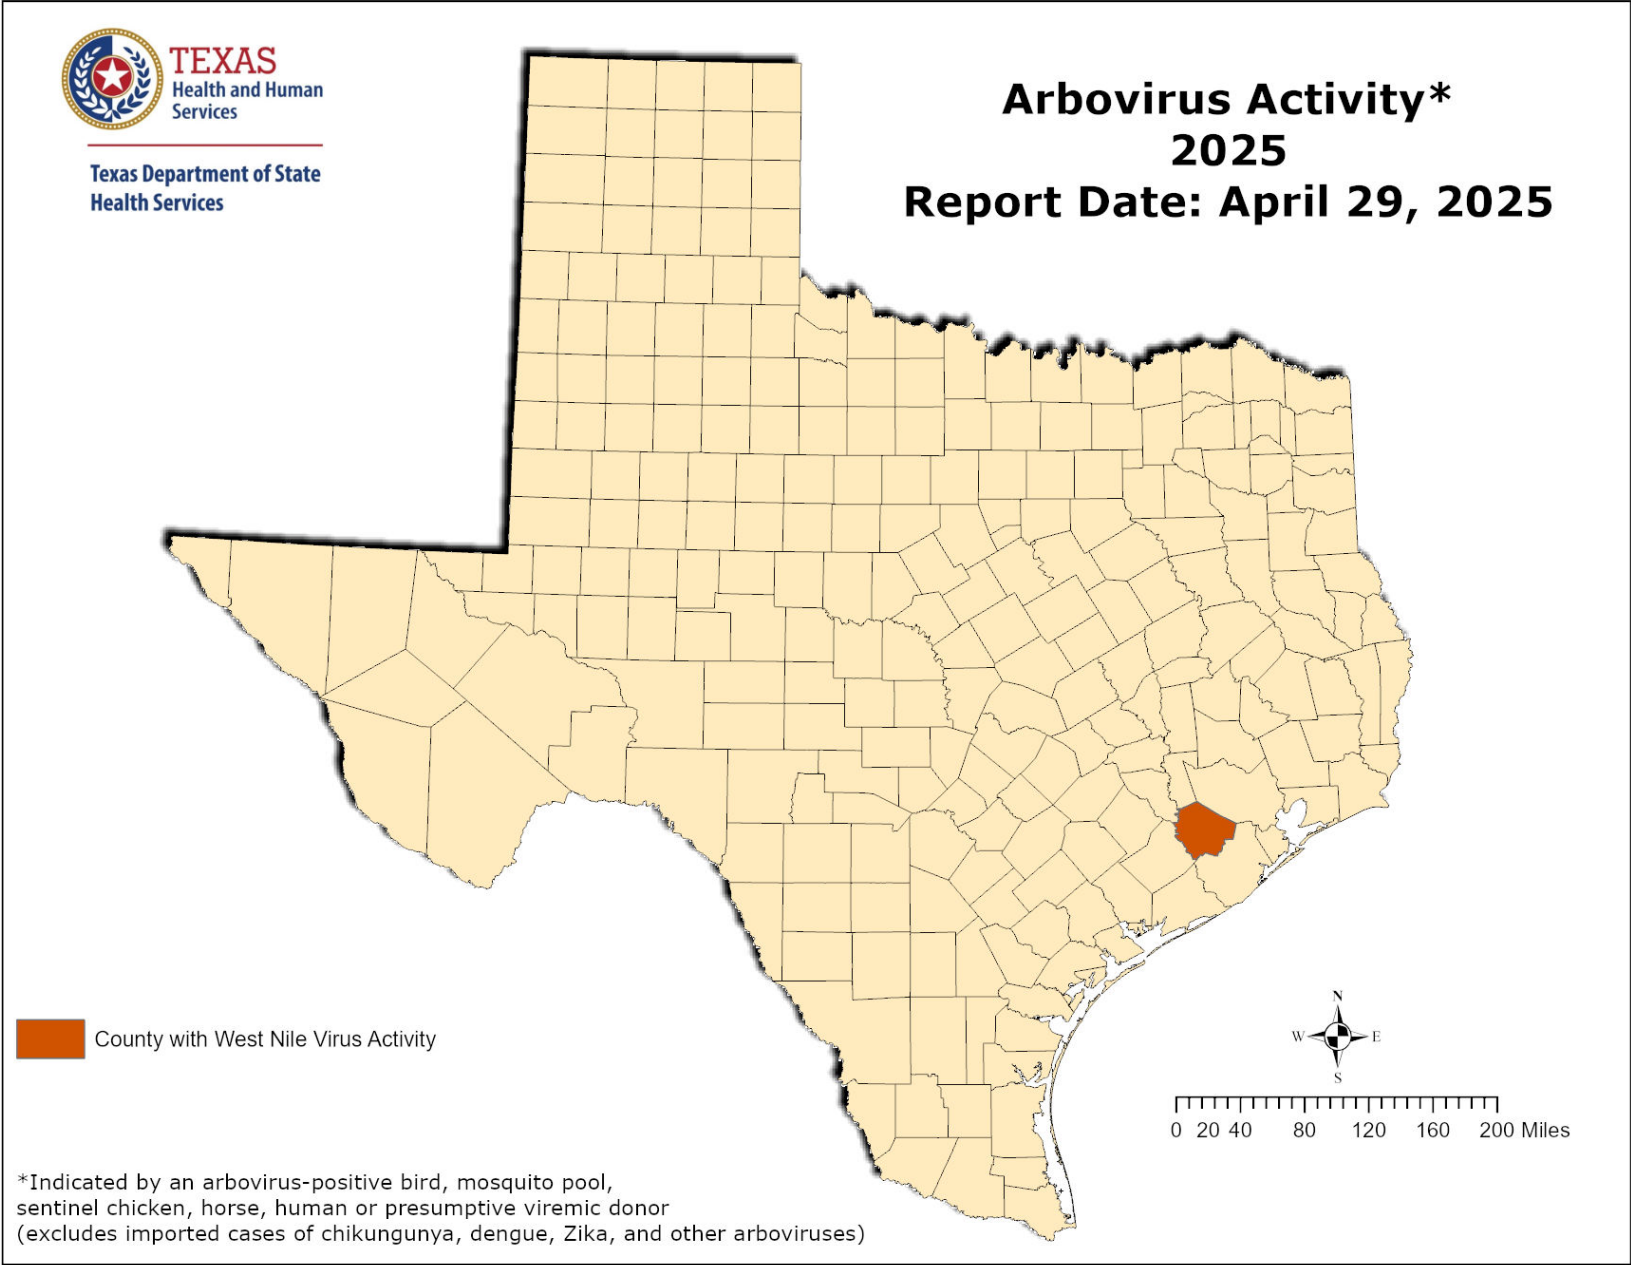 TEXAS
Health and Human
Services
Texas Department of State
Health Services
Arbovirus Activity*
2025
Report Date: April 29, 2025
County with West Nile Virus Activity
N
W E
S
0 20 40 80 120 160 200 Miles
*Indicated by an arbovirus-positive bird, mosquito pool,
sentinel chicken, horse, human or presumptive viremic donor
(excludes imported cases of chikungunya, dengue, Zika, and other arboviruses)